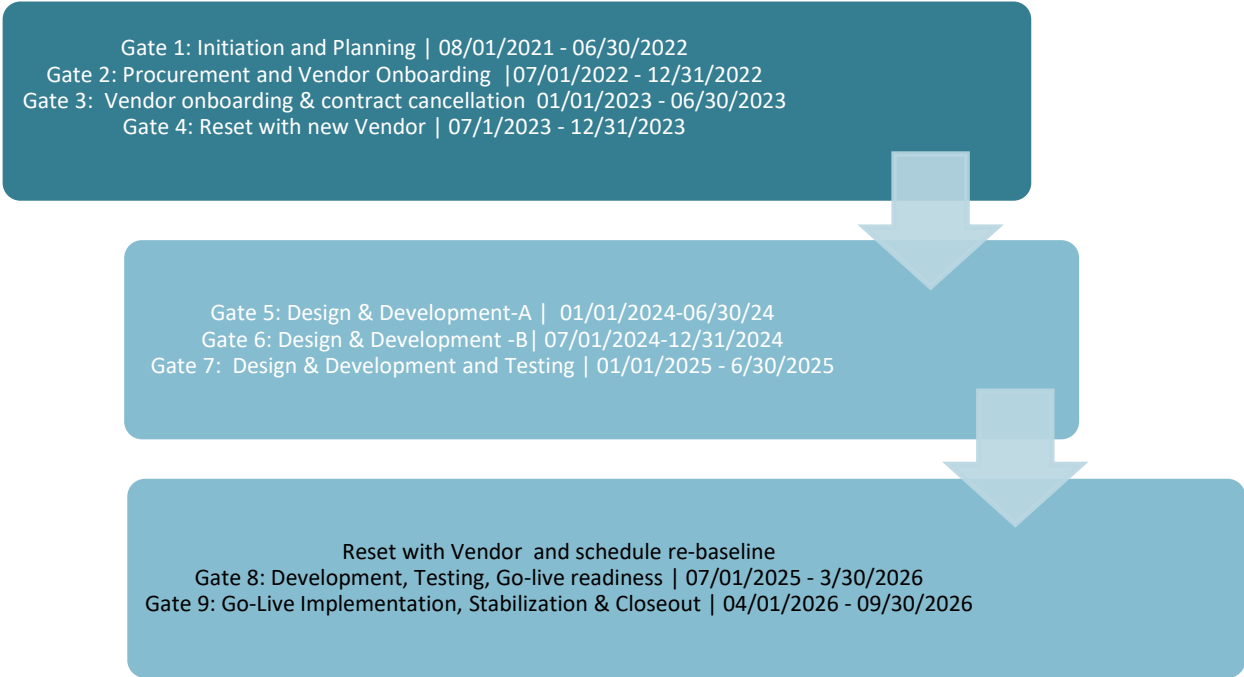 Gate 1: Initiation and Planning | 08/01/2021 - 06/30/2022
Gate 2: Procurement and Vendor Onboarding |07/01/2022 - 12/31/2022
Gate 3: Vendor onboarding & contract cancellation 01/01/2023 - 06/30/2023
Gate 4: Reset with new Vendor | 07/1/2023 - 12/31/2023
Gate 5: Design & Development-A | 01/01/2024-06/30/24
Gate 6: Design & Development -B| 07/01/2024-12/31/2024
Gate 7: Design & Development and Testing | 01/01/2025 - 6/30/2025
Reset with Vendor and schedule re-baseline
Gate 8: Development, Testing, Go-live readiness | 07/01/2025 - 3/30/2026
Gate 9: Go-Live Implementation, Stabilization & Closeout | 04/01/2026 - 09/30/2026